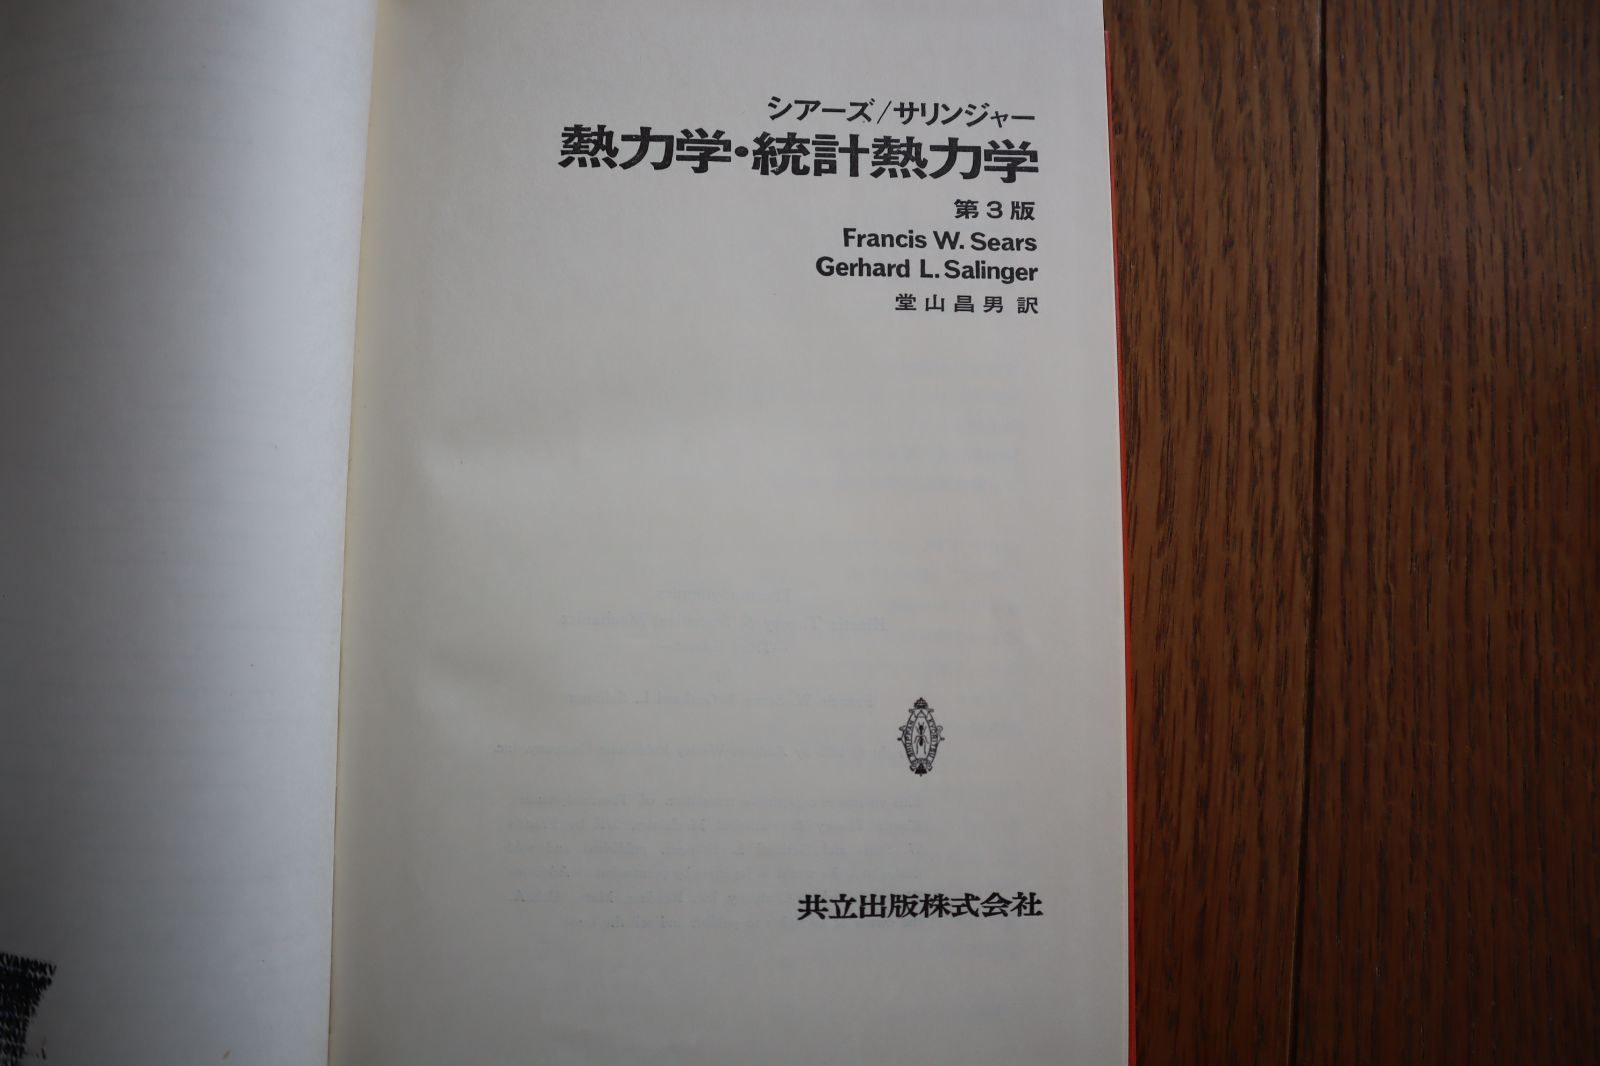 シアーズ/サリンジャー
熱力学・統計熱力学
第3版
Francis W. Sears
Gerhard L. Salinger
堂山昌男 訳
共立出版株式会社